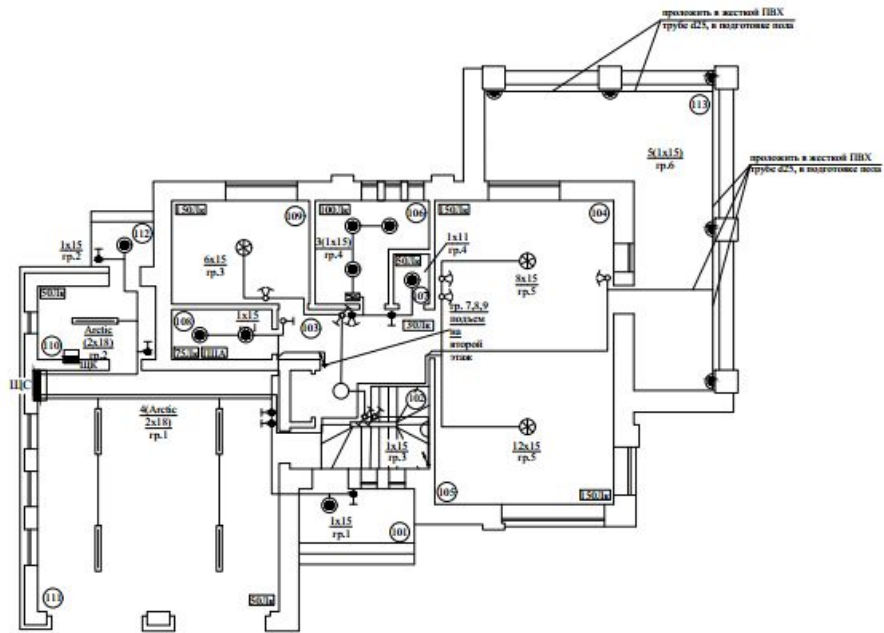 проложить в жесткой ПВХ
трубе d25, в подготовке пола
113
5(1x15)
гр.6
проложить в жесткой ПВХ
трубе d25, в подготовке пола
150Лк
109
100Лк
106
150Лк
104
112
1x15
гр.2
6x15
гр.3
3(1x15)
гр.4
1x11
гр.4
50Лк
107
8x15
гр.5
50Лк
110
Arctic
(2x18)
гр.2
ЩК
ЩС
108
1x15
гр.1
75Лк
103
30Лк
гр. 7,8,9
подъем
на
второй
этаж
4(Arctic
2x18)
гр.1
102
1x15
гр.3
12x15
гр.5
105
150Лк
1x15
гр.1
101
111
50Лк